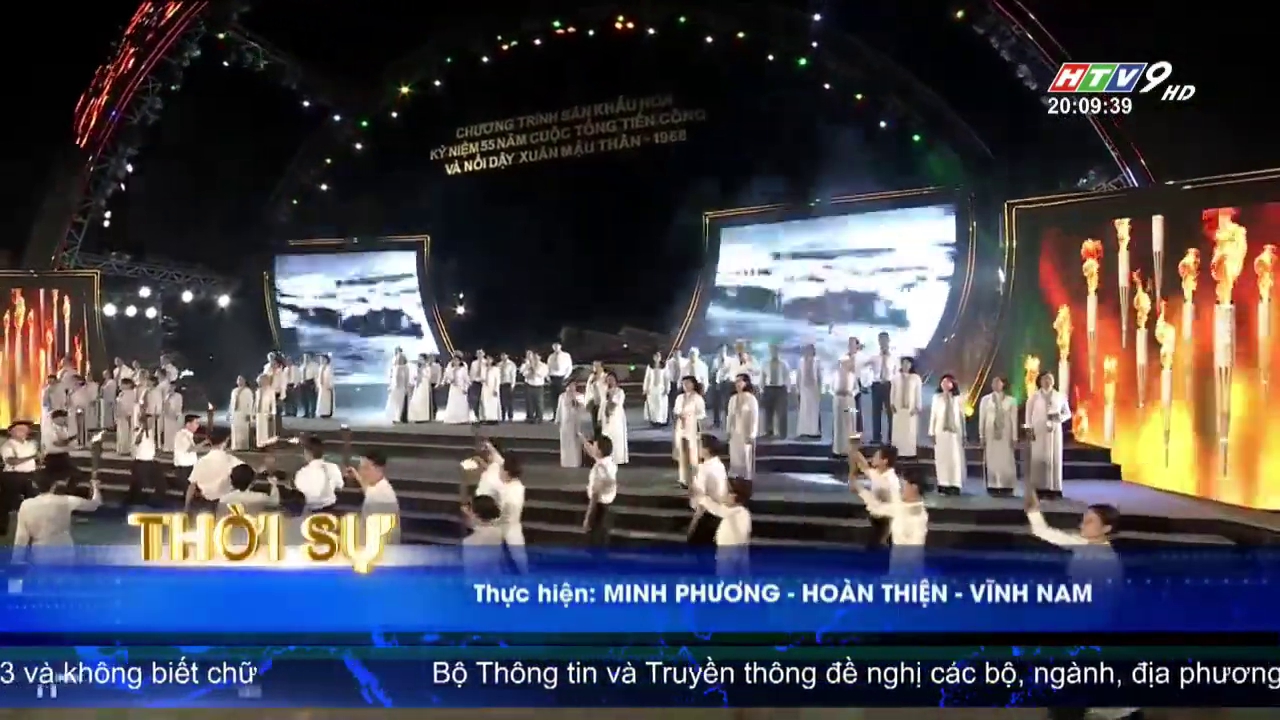 HTV9 HD
20:09:39
CHƯƠNG TRÌNH SÂN KHẤU HÓA
KỶ NIỆM 55 NĂM CUỘC TỔNG TIẾN CÔNG
VÀ NỔI DẬY XUÂN MẬU THÂN - 1968
THỜI SỰ
Thực hiện: MINH PHƯƠNG - HOÀN THIỆN - VĨNH NAM
3 và không biết chữ Bộ Thông tin và Truyền thông đề nghị các bộ, ngành, địa phương